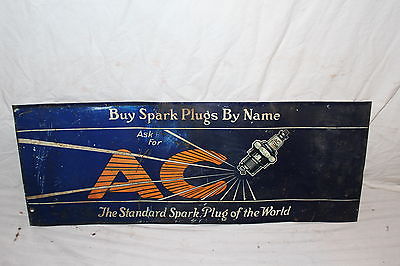 Buy Spark Plugs By Name
Ask
for
AC
The Standard Spark Plug of the World